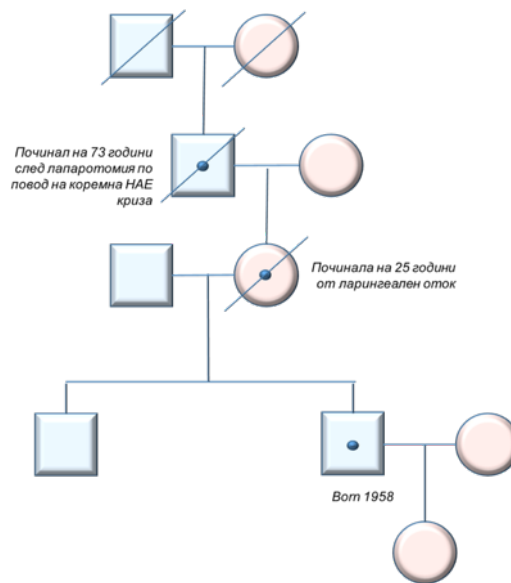 Починал на 73 години
след лапаротомия по
повод на коремна НАЕ
криза
Починала на 25 години
от ларингеален оток
Born 1958